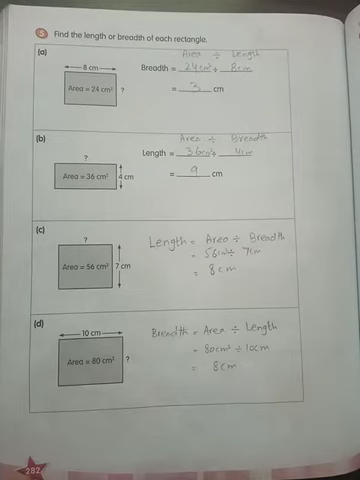 5 Find the length or breadth of each rectangle.
(a)
Area ÷ Length
8 cm
Breadth = 24cm² ÷ 8cm
Area = 24 cm² ?
= 3 cm
(b)
Area ÷ Breadth
?
Length = 36cm² ÷ 4cm
Area = 36 cm² 4 cm
= 9 cm
(c)
?
Length = Area ÷ Breadth
= 56cm² ÷ 7cm
Area = 56 cm² 7 cm
= 8cm
(d)
10 cm
Breadth = Area ÷ Length
= 80cm² ÷ 10cm
Area = 80 cm² ?
= 8cm
282